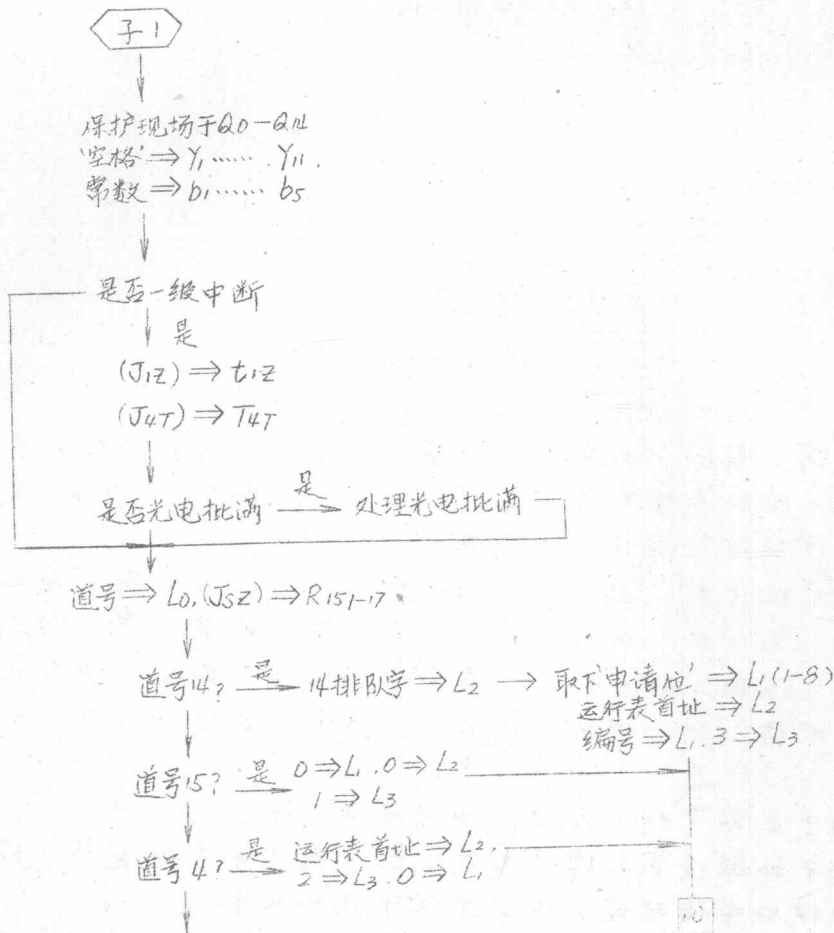 子1
保护现场于Q0-Q14
'空格'⇒Y1……Y11.
常数⇒b1……b5
是否一级中断
是
(J1Z)⇒t1Z
(J4T)⇒T4T
是否光电批满 是 处理光电批满
道号⇒L0,(JSZ)⇒R151-17
道号14? 是 14排队字⇒L2 → 取下'申请位'⇒L1(1-8)
运行表首址⇒L2
编号⇒L1.3⇒L3
道号15? 是 0⇒L1.0⇒L2
1⇒L3
道号4? 是 运行表首址⇒L2,
2⇒L3.0⇒L1